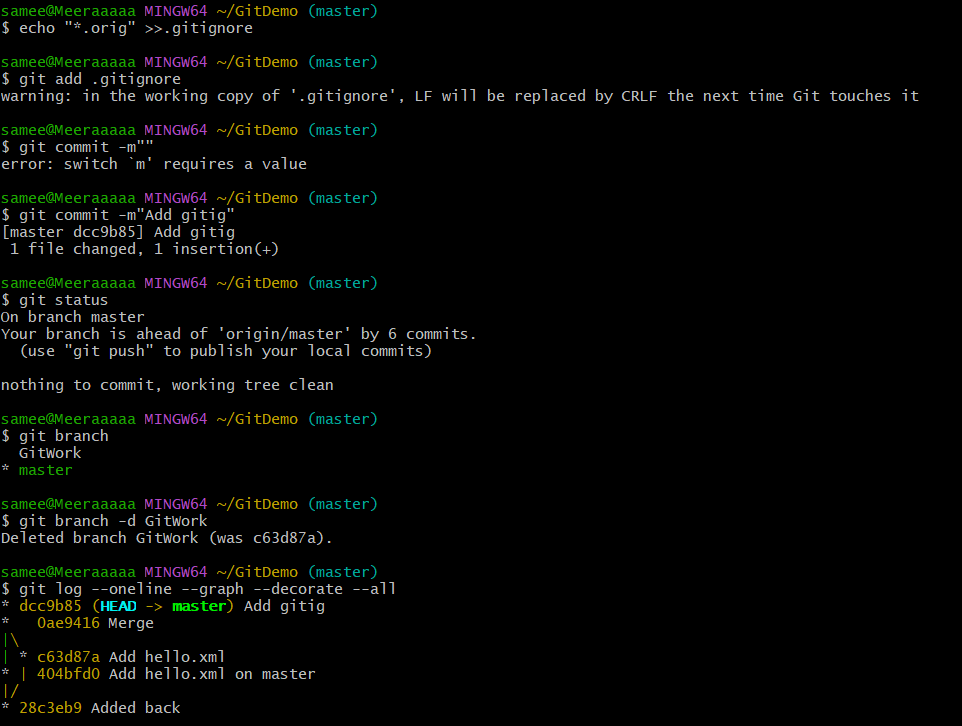 samee@Meeraaaaa MINGW64 ~/GitDemo (master)
$ echo "*.orig" >>.gitignore

samee@Meeraaaaa MINGW64 ~/GitDemo (master)
$ git add .gitignore
warning: in the working copy of '.gitignore', LF will be replaced by CRLF the next time Git touches it

samee@Meeraaaaa MINGW64 ~/GitDemo (master)
$ git commit -m""
error: switch `m' requires a value

samee@Meeraaaaa MINGW64 ~/GitDemo (master)
$ git commit -m"Add gitig"
[master dcc9b85] Add gitig
 1 file changed, 1 insertion(+)

samee@Meeraaaaa MINGW64 ~/GitDemo (master)
$ git status
On branch master
Your branch is ahead of 'origin/master' by 6 commits.
  (use "git push" to publish your local commits)

nothing to commit, working tree clean

samee@Meeraaaaa MINGW64 ~/GitDemo (master)
$ git branch
  GitWork
* master

samee@Meeraaaaa MINGW64 ~/GitDemo (master)
$ git branch -d GitWork
Deleted branch GitWork (was c63d87a).

samee@Meeraaaaa MINGW64 ~/GitDemo (master)
$ git log --oneline --graph --decorate --all
* dcc9b85 (HEAD -> master) Add gitig
*   0ae9416 Merge
|\
| * c63d87a Add hello.xml
* | 404bfd0 Add hello.xml on master
|/
* 28c3eb9 Added back